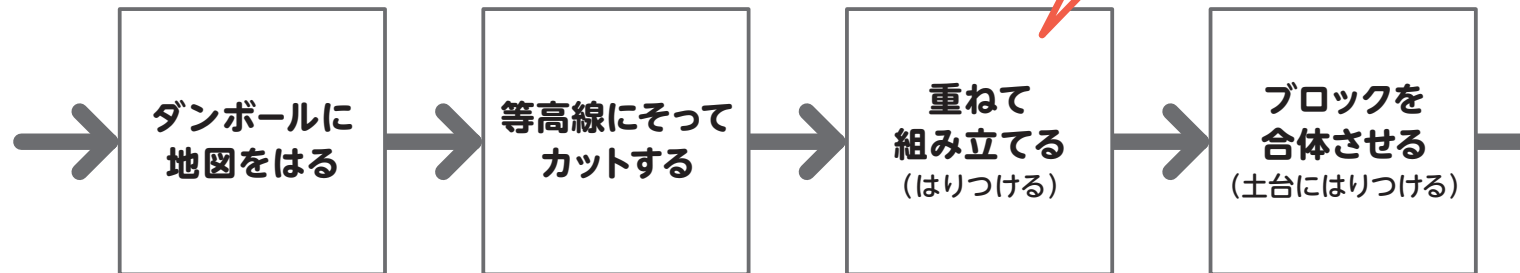 ダンボールに
地図をはる
等高線にそって
カットする
重ねて
組み立てる
（はりつける）
ブロックを
合体させる
（土台にはりつける）